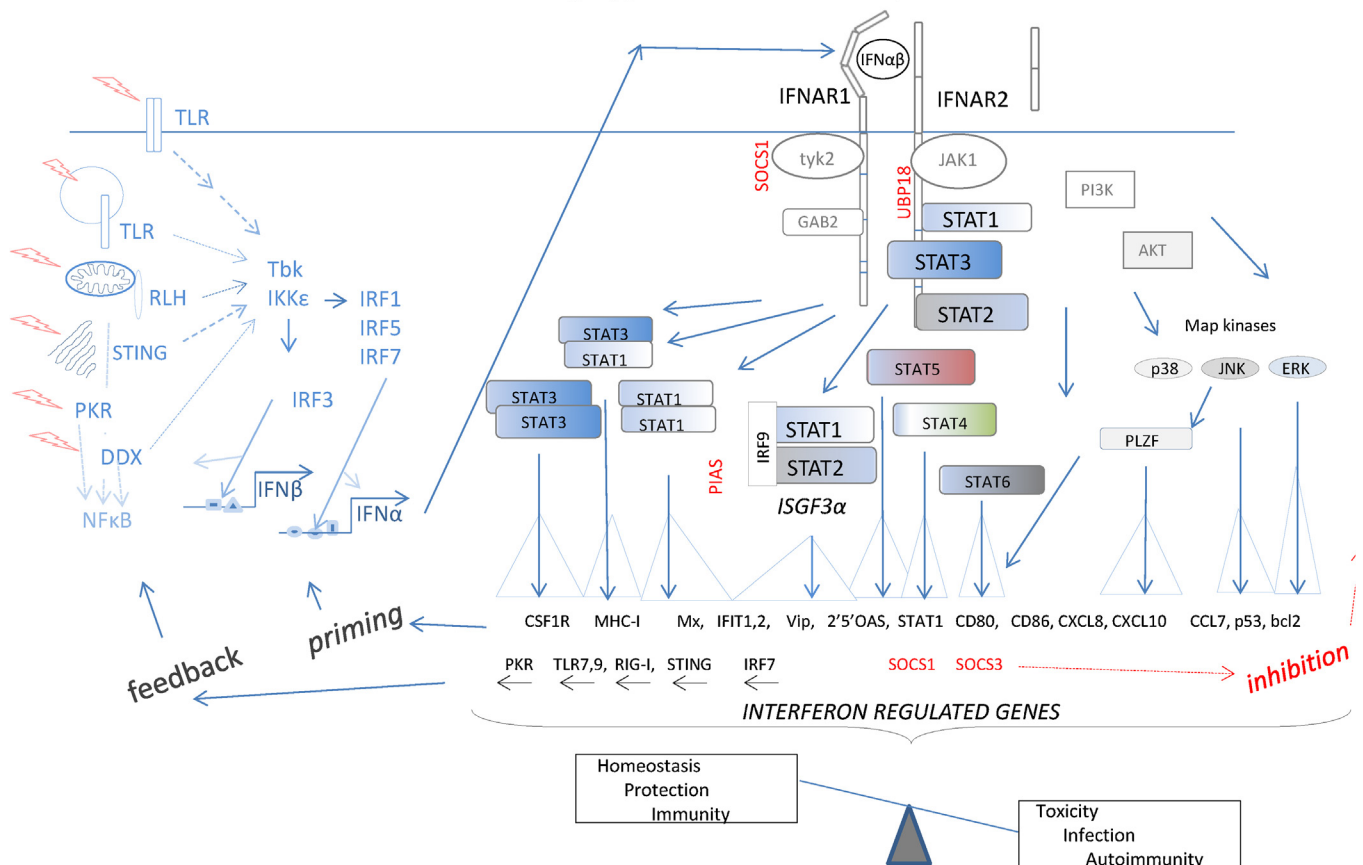 IFNαβ
IFNAR1
IFNAR2
TLR
SOCS1
tyk2
UBP18
JAK1
PI3K
GAB2
STAT1
TLR
AKT
STAT3
Tbk
IKKε
IRF1
RLH
STAT2
IRF5
STAT3
Map kinases
STING
IRF7
STAT1
STAT5
p38
JNK
ERK
PKR
IRF3
STAT3
STAT3
STAT1
STAT1
IRF9
STAT1
STAT4
PLZF
DDX
STAT2
PIAS
IFNβ
STAT6
ISGF3α
NFκB
IFNα
priming
CSF1R MHC-I Mx, IFIT1,2, Vip, 2'5'OAS, STAT1 CD80, CD86, CXCL8, CXCL10 CCL7, p53, bcl2
feedback
PKR TLR7,9, RIG-I, STING IRF7 SOCS1 SOCS3
inhibition
INTERFERON REGULATED GENES
Homeostasis
Protection
Immunity
Toxicity
Infection
Autoimmunity